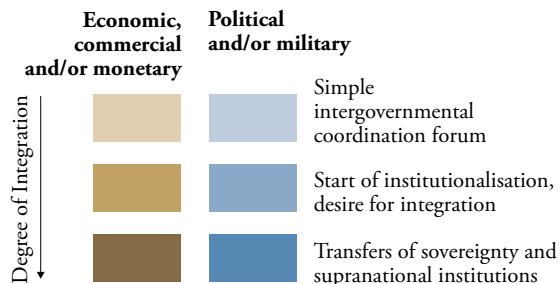 Economic,
commercial
and/or monetary
Political
and/or military
Degree of Integration
Simple
intergovernmental
coordination forum
Start of institutionalisation,
desire for integration
Transfers of sovereignty and
supranational institutions